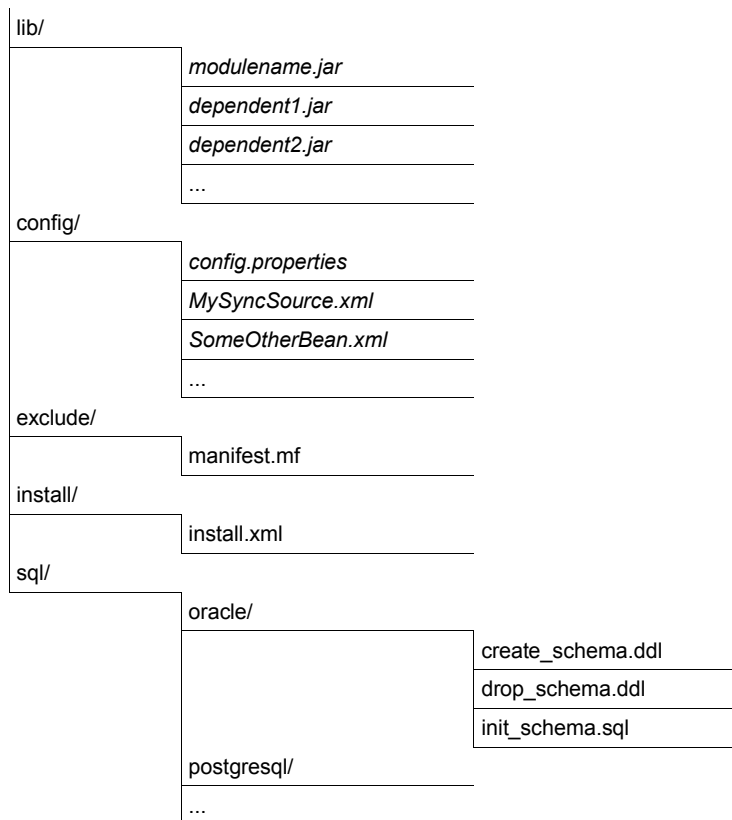 lib/
modulename.jar
dependent1.jar
dependent2.jar
...
config/
config.properties
MySyncSource.xml
SomeOtherBean.xml
...
exclude/
manifest.mf
install/
install.xml
sql/
oracle/
create_schema.ddl
drop_schema.ddl
init_schema.sql
postgresql/
...